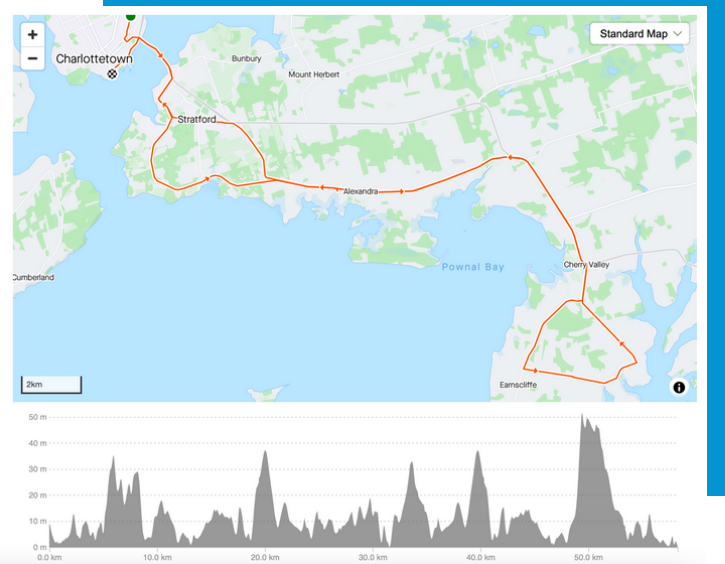 +
Standard Map
−
Charlottetown
Bunbury
Mount Herbert
Stratford
Alexandra
Pownal Bay
Cherry Valley
Cumberland
2km
Earnscliffe
50 m
40 m
30 m
20 m
10 m
0 m
0.0 km 10.0 km 20.0 km 30.0 km 40.0 km 50.0 km